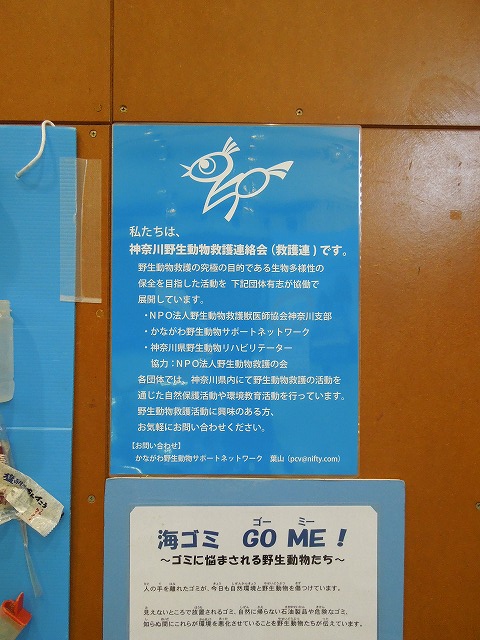 私たちは、
神奈川野生動物救護連絡会（救護連）です。
野生動物救護の究極の目的である生物多様性の
保全を目指した活動を 下記団体有志が協働で
展開しています。
・NPO法人野生動物救護獣医師協会神奈川支部
・かながわ野生動物サポートネットワーク
・神奈川県野生動物リハビリテーター
協力：NPO法人野生動物救護の会
各団体では、神奈川県内にて野生動物救護の活動を
通じた自然保護活動や環境教育活動を行っています。
野生動物救護活動に興味のある方、
お気軽にお問い合わせください。
【お問い合わせ】
かながわ野生動物サポートネットワーク 葉山（pcv@nifty.com）
ゴー ミー
海ゴミ GO ME！
～ゴミに悩まされる野生動物たち～
人の手を離れたゴミが、今日も自然環境と野生動物を傷つけています。
見えないところで放置されるゴミ、自然に帰らない石油製品や危険なゴミ、
知らぬ間にこれらが環境を悪化させていることを野生動物たちが伝えています。